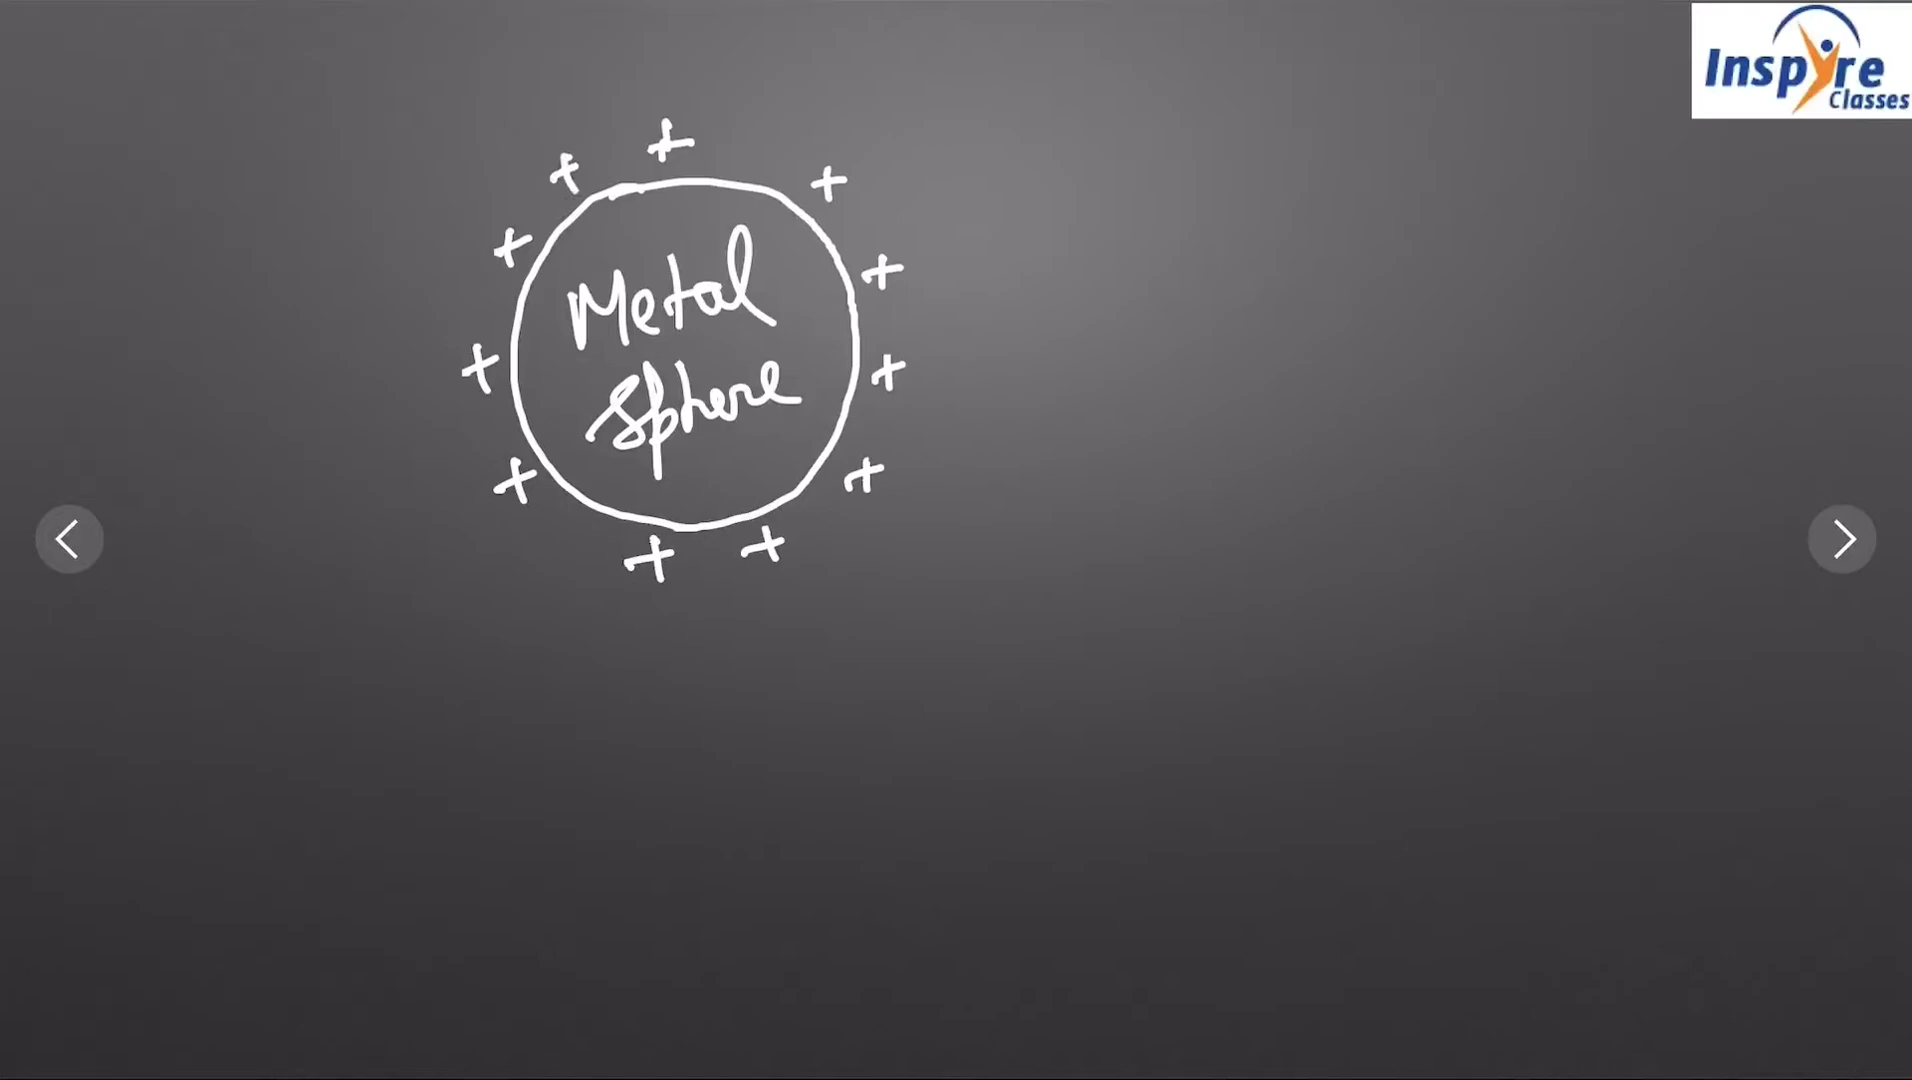 Inspyre
Classes
+ + +
+ +
Metal
+ +
Sphere
+ +
+ +